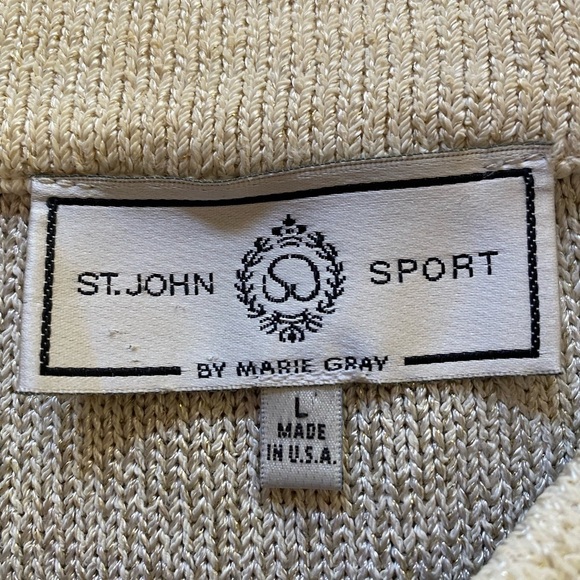 ST. JOHN SPORT
BY MARIE GRAY
L
MADE
IN U.S.A.